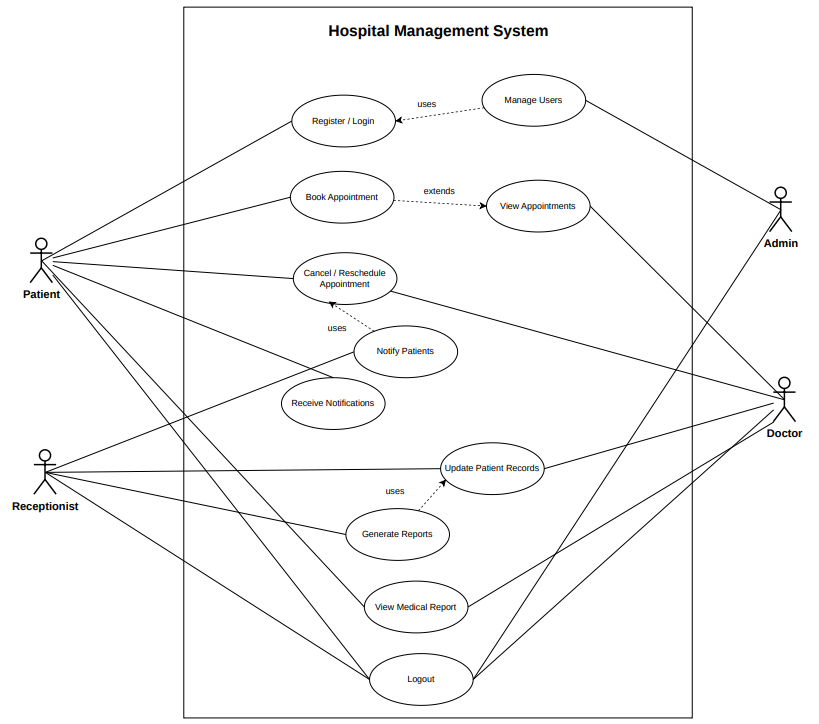 Hospital Management System
uses
Manage Users
Register / Login
Book Appointment
extends
View Appointments
Admin
Patient
Cancel / Reschedule
Appointment
uses
Notify Patients
Receive Notifications
Doctor
Update Patient Records
uses
Receptionist
Generate Reports
View Medical Report
Logout